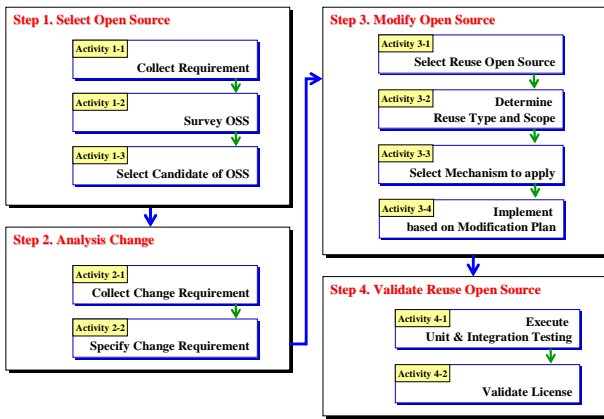 Step 1. Select Open Source
Activity 1-1
Collect Requirement
Activity 1-2
Survey OSS
Activity 1-3
Select Candidate of OSS
Step 2. Analysis Change
Activity 2-1
Collect Change Requirement
Activity 2-2
Specify Change Requirement
Step 3. Modify Open Source
Activity 3-1
Select Reuse Open Source
Activity 3-2
Determine
Reuse Type and Scope
Activity 3-3
Select Mechanism to apply
Activity 3-4
Implement
based on Modification Plan
Step 4. Validate Reuse Open Source
Activity 4-1
Execute
Unit & Integration Testing
Activity 4-2
Validate License